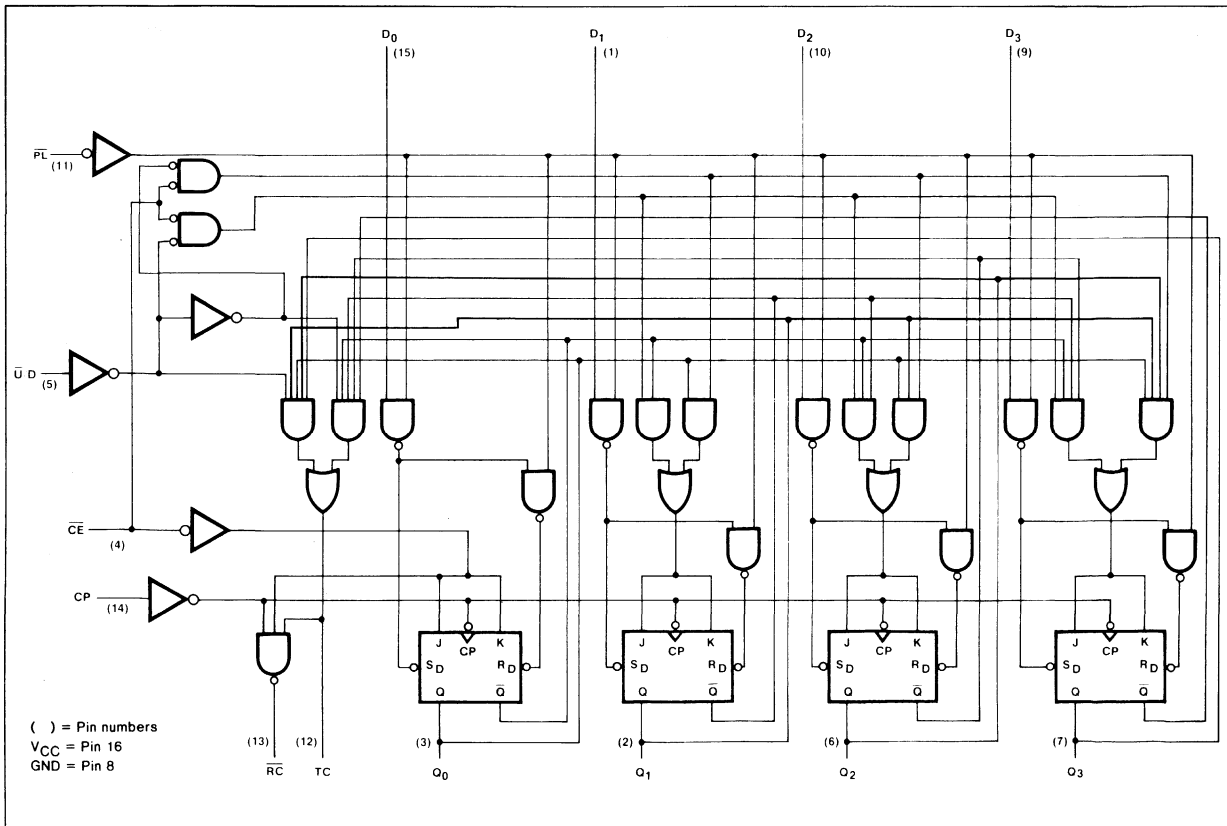 D0 D1 D2 D3
(15) (1) (10) (9)
PL
(11)
U D
(5)
CE
(4)
CP
(14)
J K J K J K J K
CP CP CP CP
SD RD SD RD SD RD SD RD
Q Q Q Q Q Q Q Q
( ) = Pin numbers
VCC = Pin 16
GND = Pin 8
(13) (12) (3) (2) (6) (7)
RC TC Q0 Q1 Q2 Q3